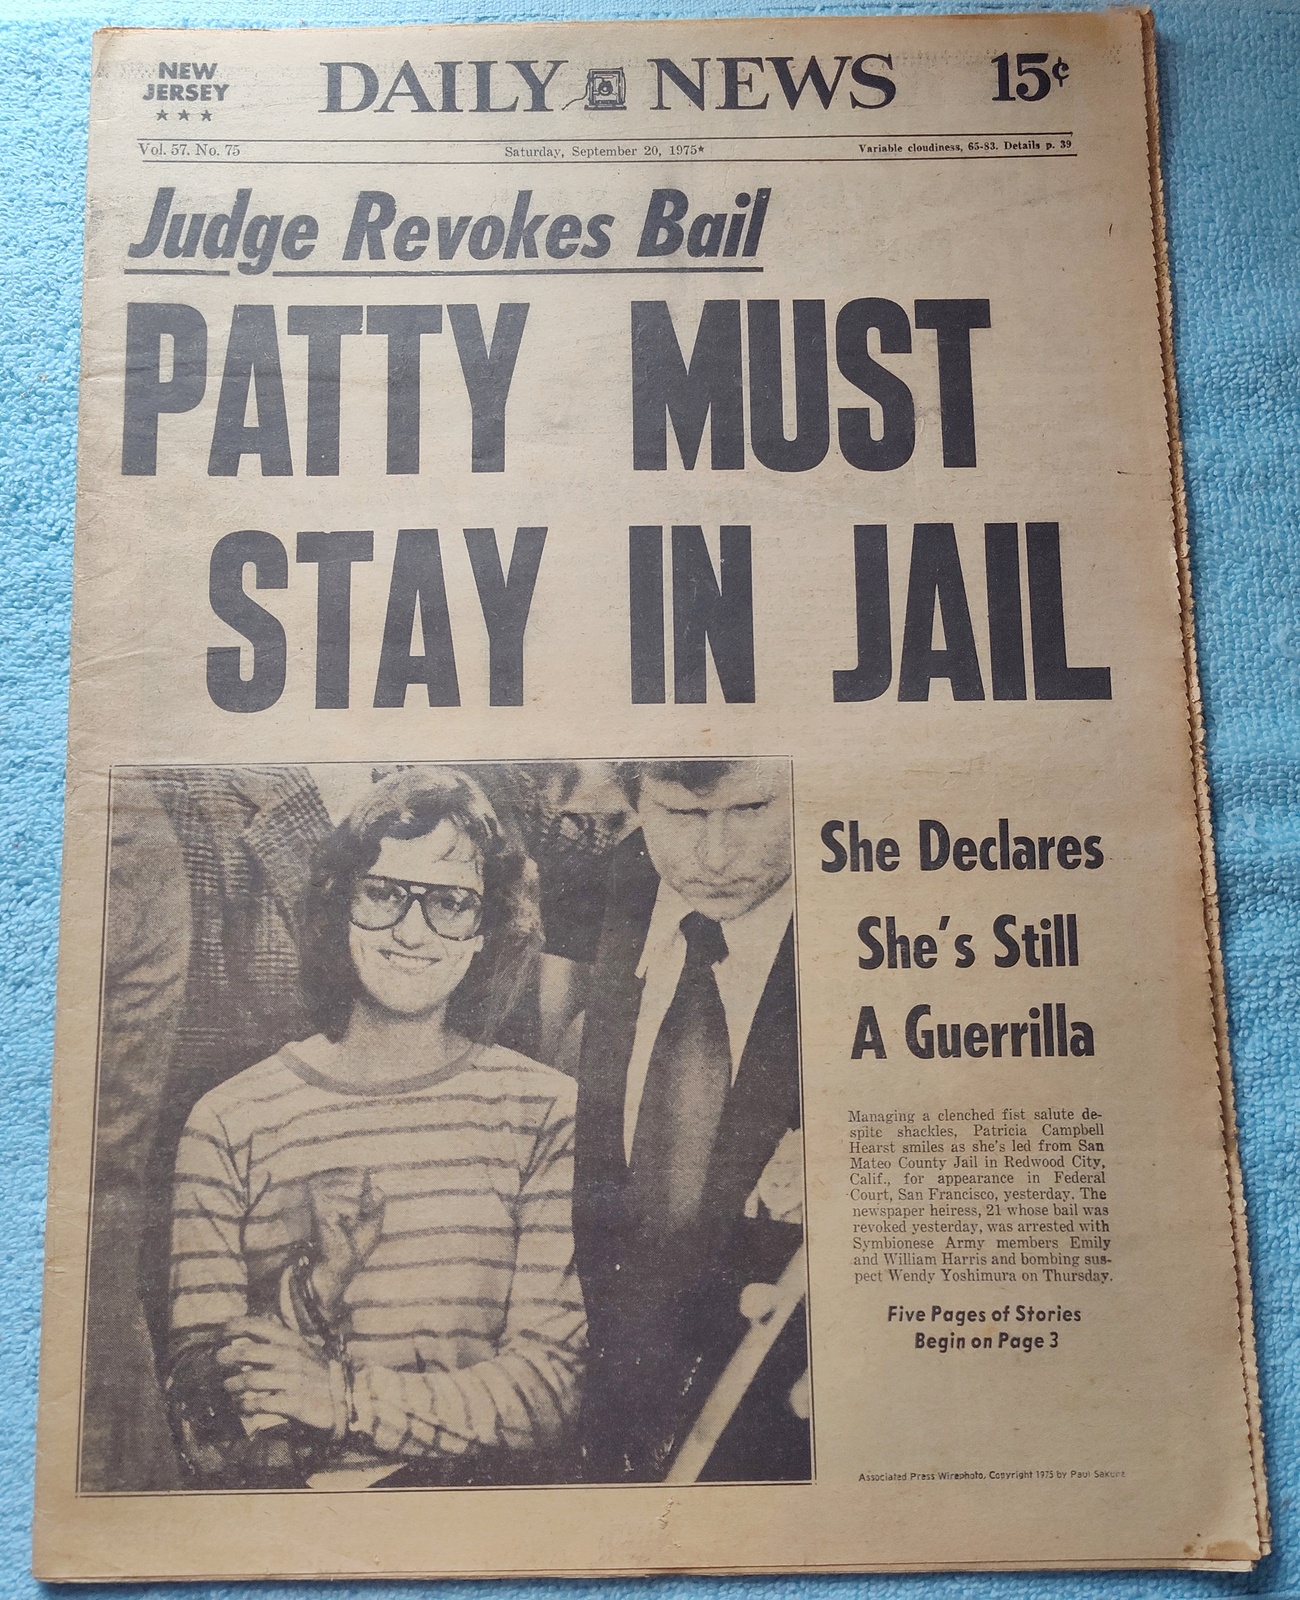 NEW
JERSEY
★ ★ ★
DAILY NEWS
15¢
Vol. 57. No. 75
Saturday, September 20, 1975★
Variable cloudiness, 65-83. Details p. 39
Judge Revokes Bail
PATTY MUST
STAY IN JAIL
She Declares
She's Still
A Guerrilla
Managing a clenched fist salute de-
spite shackles, Patricia Campbell
Hearst smiles as she's led from San
Mateo County Jail in Redwood City,
Calif., for appearance in Federal
Court, San Francisco, yesterday. The
newspaper heiress, 21 whose bail was
revoked yesterday, was arrested with
Symbionese Army members Emily
and William Harris and bombing sus-
pect Wendy Yoshimura on Thursday.
Five Pages of Stories
Begin on Page 3
Associated Press Wirephoto, Copyright 1975 by Paul